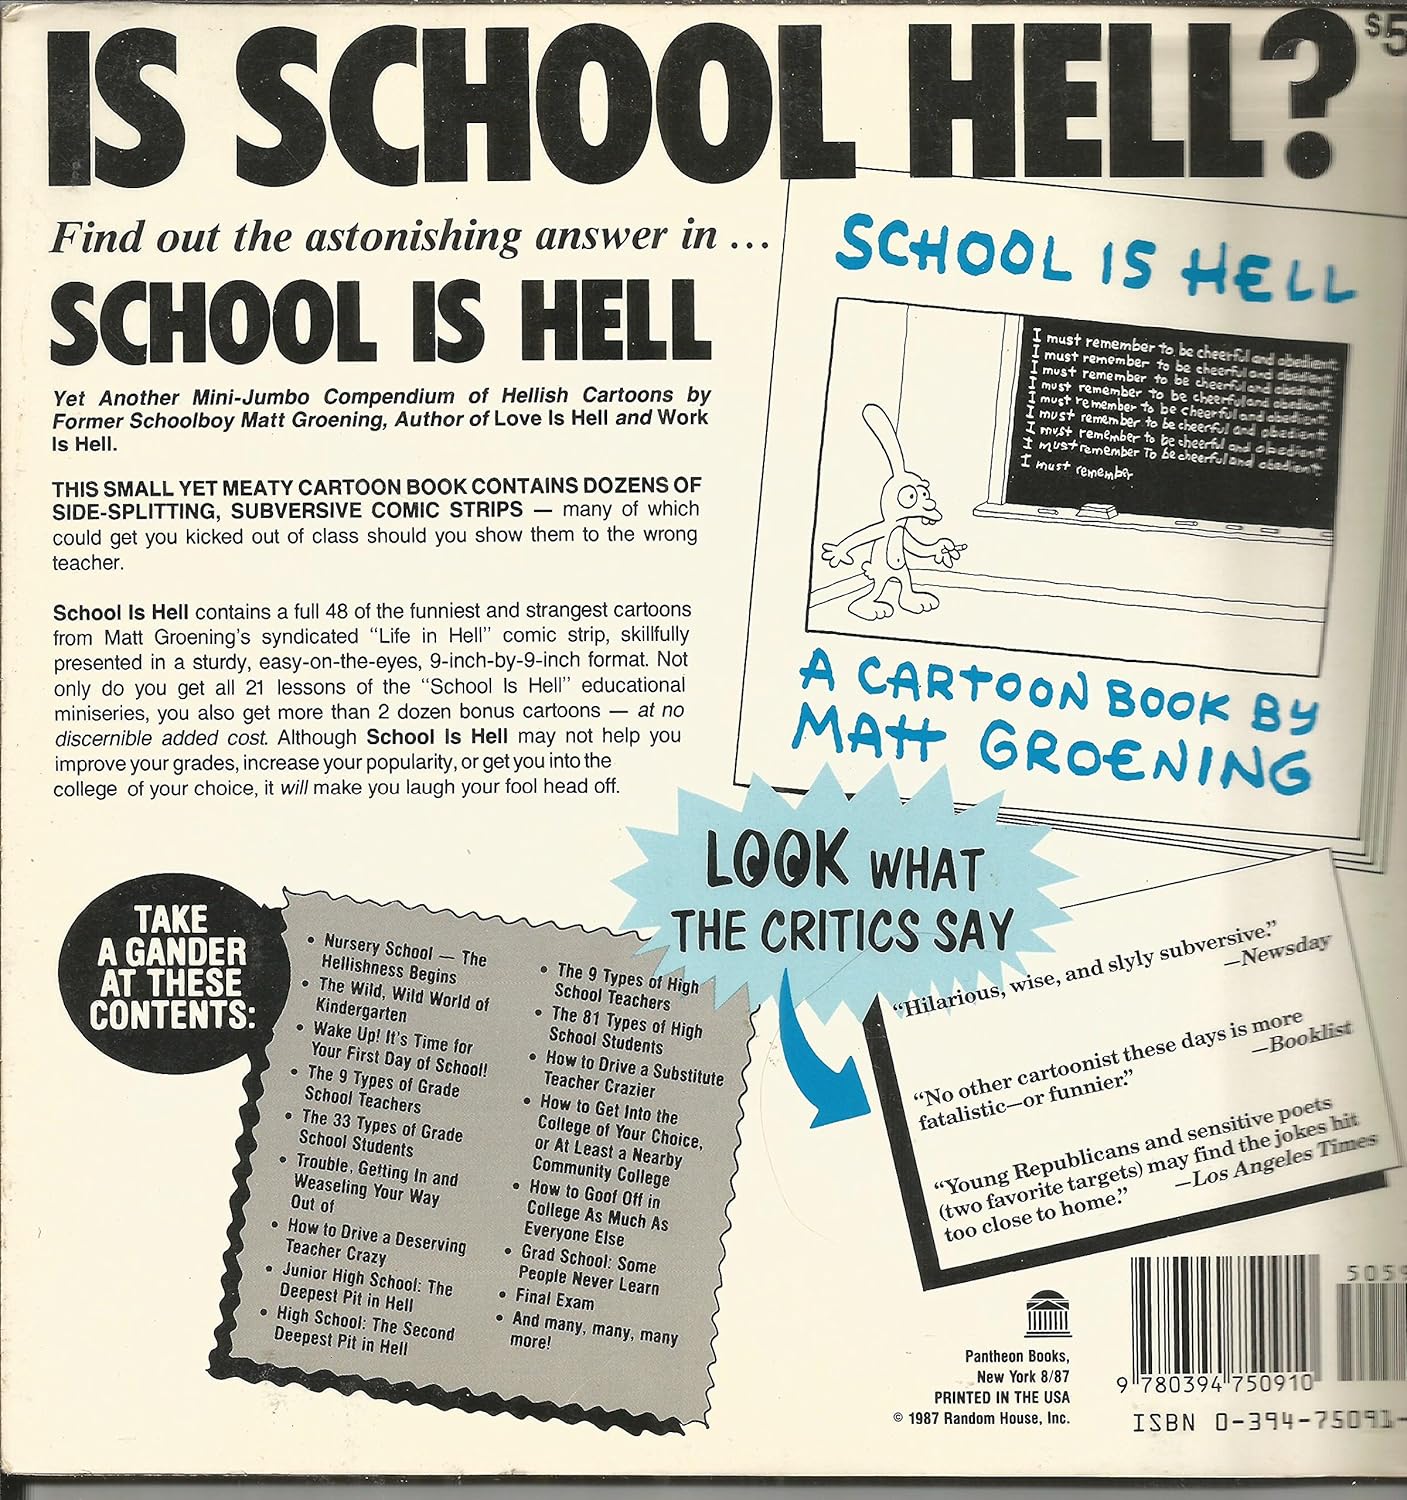 IS SCHOOL HELL?
$5
Find out the astonishing answer in ...
SCHOOL IS HELL
Yet Another Mini-Jumbo Compendium of Hellish Cartoons by
Former Schoolboy Matt Groening, Author of Love Is Hell and Work
Is Hell.
THIS SMALL YET MEATY CARTOON BOOK CONTAINS DOZENS OF
SIDE-SPLITTING, SUBVERSIVE COMIC STRIPS — many of which
could get you kicked out of class should you show them to the wrong
teacher.
School Is Hell contains a full 48 of the funniest and strangest cartoons
from Matt Groening's syndicated "Life in Hell" comic strip, skillfully
presented in a sturdy, easy-on-the-eyes, 9-inch-by-9-inch format. Not
only do you get all 21 lessons of the "School Is Hell" educational
miniseries, you also get more than 2 dozen bonus cartoons — at no
discernible added cost. Although School Is Hell may not help you
improve your grades, increase your popularity, or get you into the
college of your choice, it will make you laugh your fool head off.
SCHOOL IS HELL
I must remember to be cheerful and obedient.
I must remember to be cheerful and obedient.
I must remember to be cheerful and obedient.
I must remember to be cheerful and obedient.
I must remember to be cheerful and obedient.
I must remember to be cheerful and obedient.
I must remember to be cheerful and obedient.
I must remember To be cheerful and obedient
I must remember
A CARTOON BOOK BY
MATT GROENING
TAKE
A GANDER
AT THESE
CONTENTS:
• Nursery School — The
Hellishness Begins
• The Wild, Wild World of
Kindergarten
• Wake Up! It's Time for
Your First Day of School!
• The 9 Types of Grade
School Teachers
• The 33 Types of Grade
School Students
• Trouble, Getting In and
Weaseling Your Way
Out of
• How to Drive a Deserving
Teacher Crazy
• Junior High School: The
Deepest Pit in Hell
• High School: The Second
Deepest Pit in Hell
• The 9 Types of High
School Teachers
• The 81 Types of High
School Students
• How to Drive a Substitute
Teacher Crazier
• How to Get Into the
College of Your Choice,
or At Least a Nearby
Community College
• How to Goof Off in
College As Much As
Everyone Else
• Grad School: Some
People Never Learn
• Final Exam
• And many, many, many
more!
LOOK WHAT
THE CRITICS SAY
"Hilarious, wise, and slyly subversive."
—Newsday
"No other cartoonist these days is more
fatalistic—or funnier."
—Booklist
"Young Republicans and sensitive poets
(two favorite targets) may find the jokes hit
too close to home."
—Los Angeles Times
Pantheon Books,
New York 8/87
PRINTED IN THE USA
© 1987 Random House, Inc.
5059
9 780394 750910
ISBN 0-394-75091-